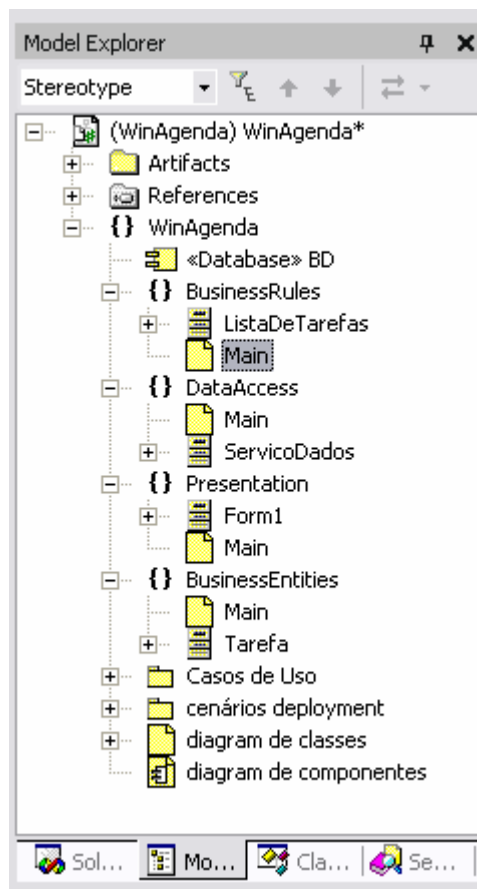 Model Explorer
Stereotype
(WinAgenda) WinAgenda*
Artifacts
References
{} WinAgenda
«Database» BD
{} BusinessRules
ListaDeTarefas
Main
{} DataAccess
Main
ServicoDados
{} Presentation
Form1
Main
{} BusinessEntities
Main
Tarefa
Casos de Uso
cenários deployment
diagram de classes
diagram de componentes
Sol... Mo... Cla... Se...